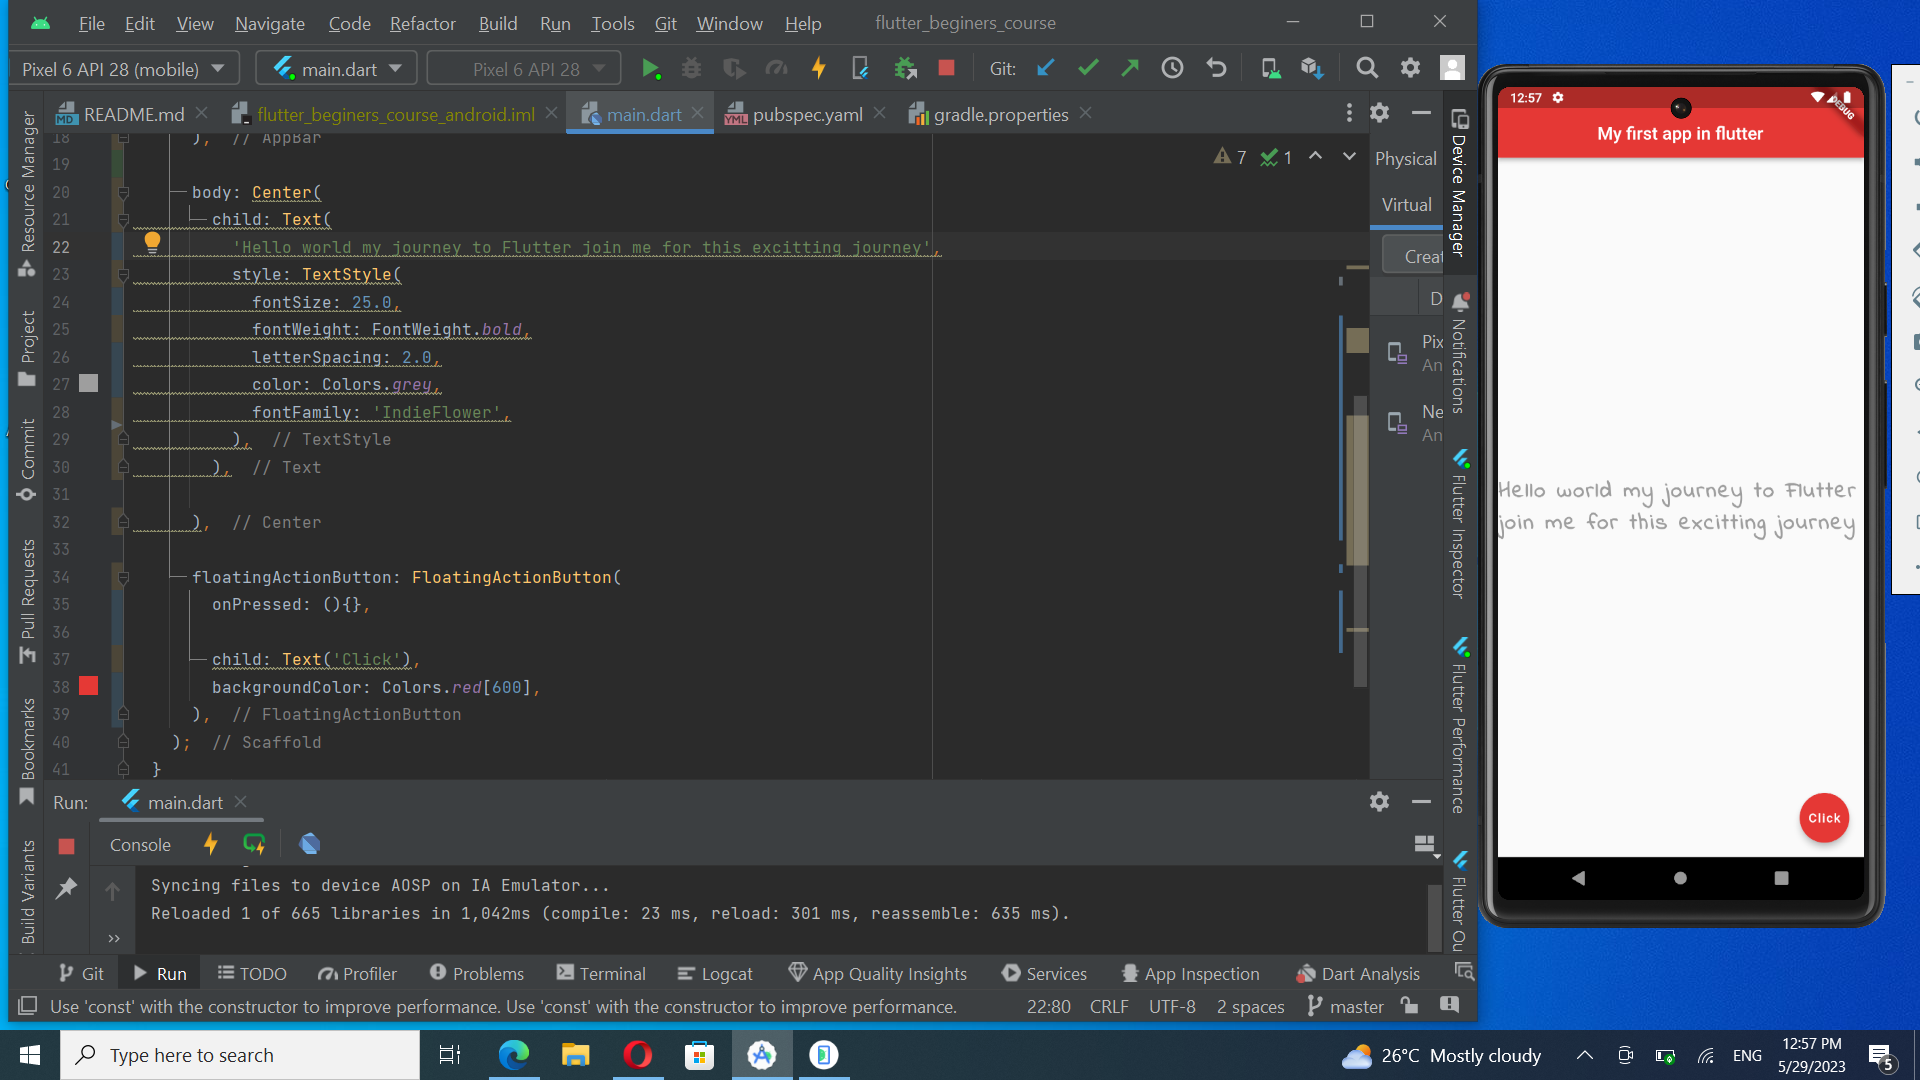 File Edit View Navigate Code Refactor Build Run Tools Git Window Help flutter_beginers_course
Pixel 6 API 28 (mobile) main.dart Pixel 6 API 28 Git:
README.md flutter_beginers_course_android.iml main.dart pubspec.yaml gradle.properties
18 ), // AppBar
19
20 body: Center(
21 child: Text(
22 'Hello world my journey to Flutter join me for this excitting journey',
23 style: TextStyle(
24 fontSize: 25.0,
25 fontWeight: FontWeight.bold,
26 letterSpacing: 2.0,
27 color: Colors.grey,
28 fontFamily: 'IndieFlower',
29 ), // TextStyle
30 ), // Text
31
32 ), // Center
33
34 floatingActionButton: FloatingActionButton(
35 onPressed: (){},
36
37 child: Text('Click'),
38 backgroundColor: Colors.red[600],
39 ), // FloatingActionButton
40 ); // Scaffold
41 }
7 1
Resource Manager
Project
Commit
Pull Requests
Bookmarks
Build Variants
Physical
Virtual
Creat
D
Pix
An
Ne
An
Device Manager
Notifications
Flutter Inspector
Flutter Performance
Flutter Ou
Run: main.dart
Console
Syncing files to device AOSP on IA Emulator...
Reloaded 1 of 665 libraries in 1,042ms (compile: 23 ms, reload: 301 ms, reassemble: 635 ms).
Git Run TODO Profiler Problems Terminal Logcat App Quality Insights Services App Inspection Dart Analysis
Use 'const' with the constructor to improve performance. Use 'const' with the constructor to improve performance. 22:80 CRLF UTF-8 2 spaces master
12:57
DEBUG
My first app in flutter
Hello world my journey to Flutter
join me for this excitting journey
Click
Type here to search
26°C Mostly cloudy
ENG
12:57 PM
5/29/2023
5